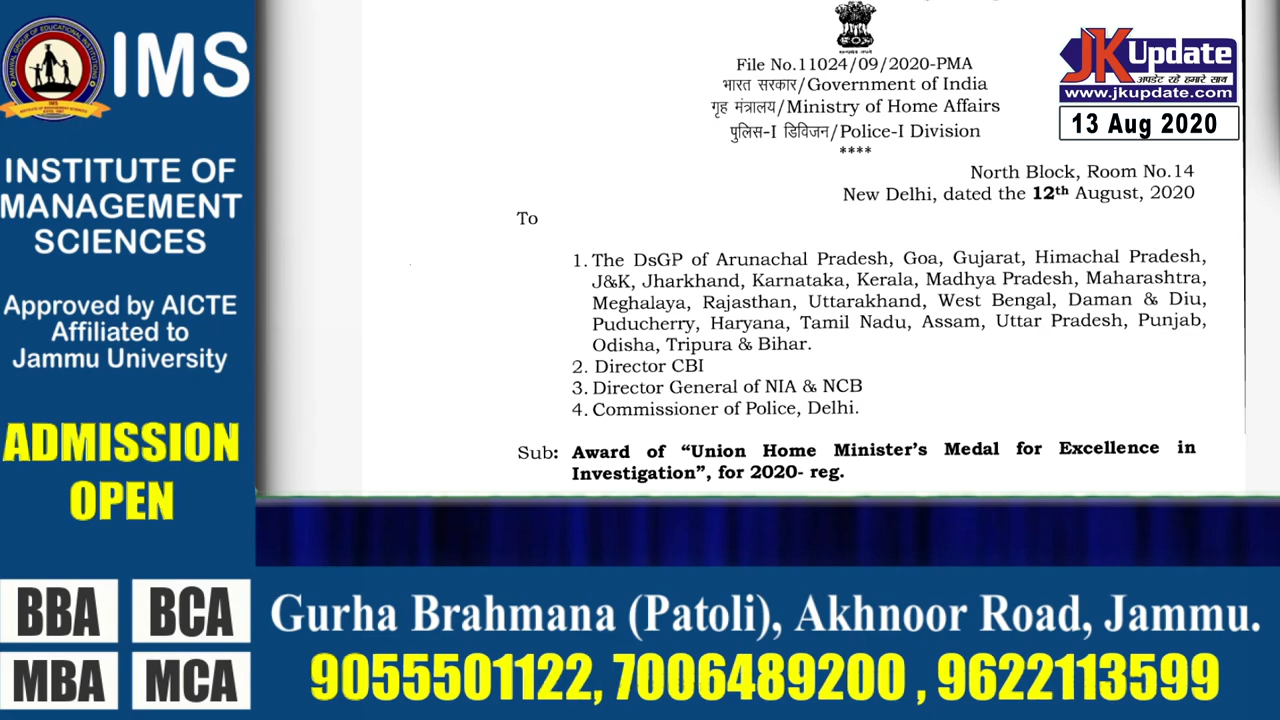 IMS
INSTITUTE OF
MANAGEMENT
SCIENCES
Approved by AICTE
Affiliated to
Jammu University
ADMISSION
OPEN
BBA
BCA
MBA
MCA
File No.11024/09/2020-PMA
भारत सरकार/Government of India
गृह मंत्रालय/Ministry of Home Affairs
पुलिस-I डिविजन/Police-I Division
****
North Block, Room No.14
New Delhi, dated the 12th August, 2020
To
1. The DsGP of Arunachal Pradesh, Goa, Gujarat, Himachal Pradesh,
J&K, Jharkhand, Karnataka, Kerala, Madhya Pradesh, Maharashtra,
Meghalaya, Rajasthan, Uttarakhand, West Bengal, Daman & Diu,
Puducherry, Haryana, Tamil Nadu, Assam, Uttar Pradesh, Punjab,
Odisha, Tripura & Bihar.
2. Director CBI
3. Director General of NIA & NCB
4. Commissioner of Police, Delhi.
Sub: Award of “Union Home Minister’s Medal for Excellence in
Investigation”, for 2020- reg.
JK Update
अपडेट रहे हमारे साथ
www.jkupdate.com
13 Aug 2020
Gurha Brahmana (Patoli), Akhnoor Road, Jammu.
9055501122, 7006489200 , 9622113599